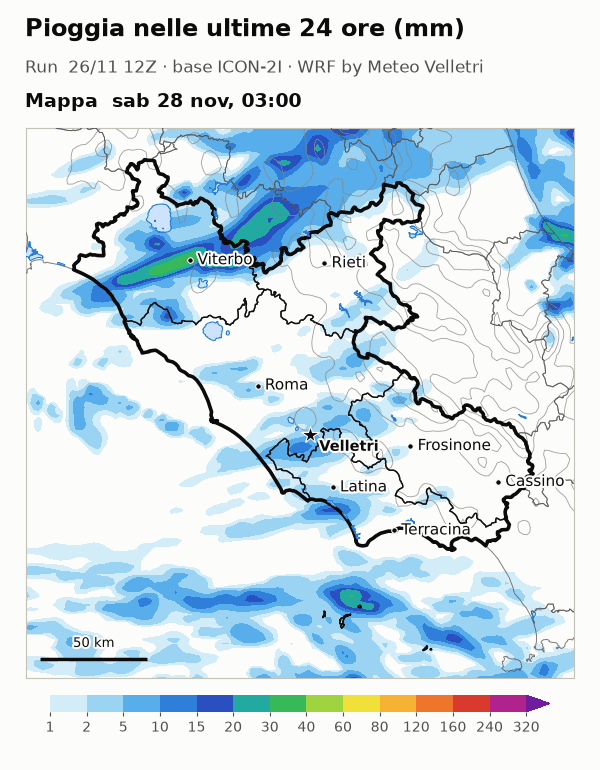 Pioggia nelle ultime 24 ore (mm)
Run  26/11 12Z · base ICON-2I · WRF by Meteo Velletri
Mappa  sab 28 nov, 03:00
Viterbo
Rieti
Roma
Velletri
Frosinone
Cassino
Latina
Terracina
50 km
1 2 5 10 15 20 30 40 60 80 120 160 240 320